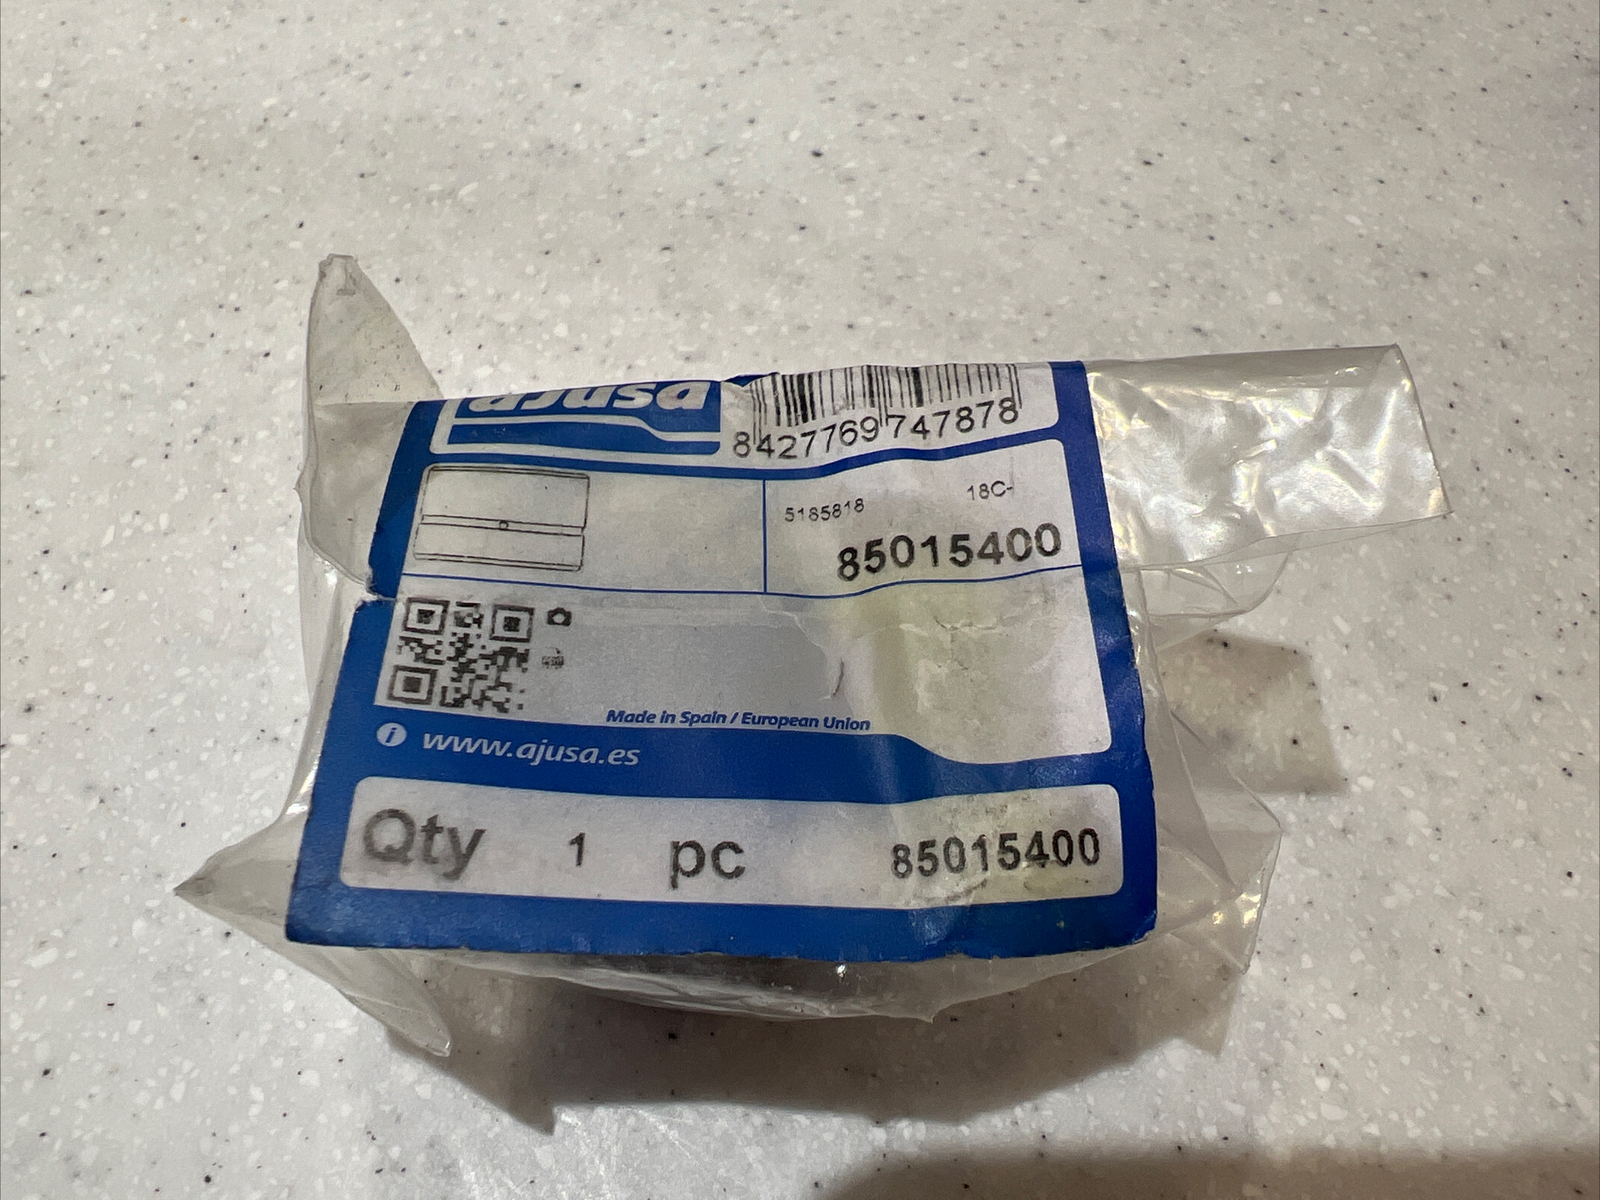 ajusa
8427769747878
5185818 18C-
85015400
Made in Spain / European Union
i www.ajusa.es
Qty 1 pc 85015400